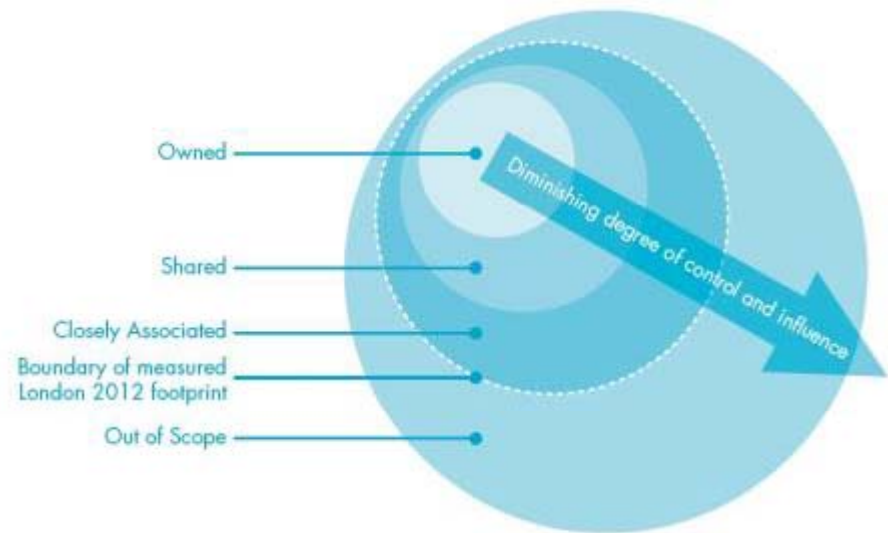 Owned
Diminishing degree of control and influence
Shared
Closely Associated
Boundary of measured
London 2012 footprint
Out of Scope